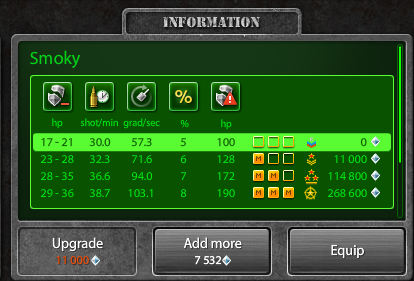 INFORMATION
Smoky
%
hp shot/min grad/sec % hp
17 - 21 30.0 57.3 5 100 0
23 - 28 32.3 71.6 6 128 M 11 000
28 - 35 36.6 94.0 7 172 M M 114 800
29 - 36 38.7 103.1 8 190 M M M 268 600
Upgrade Add more Equip
11 000 7 532